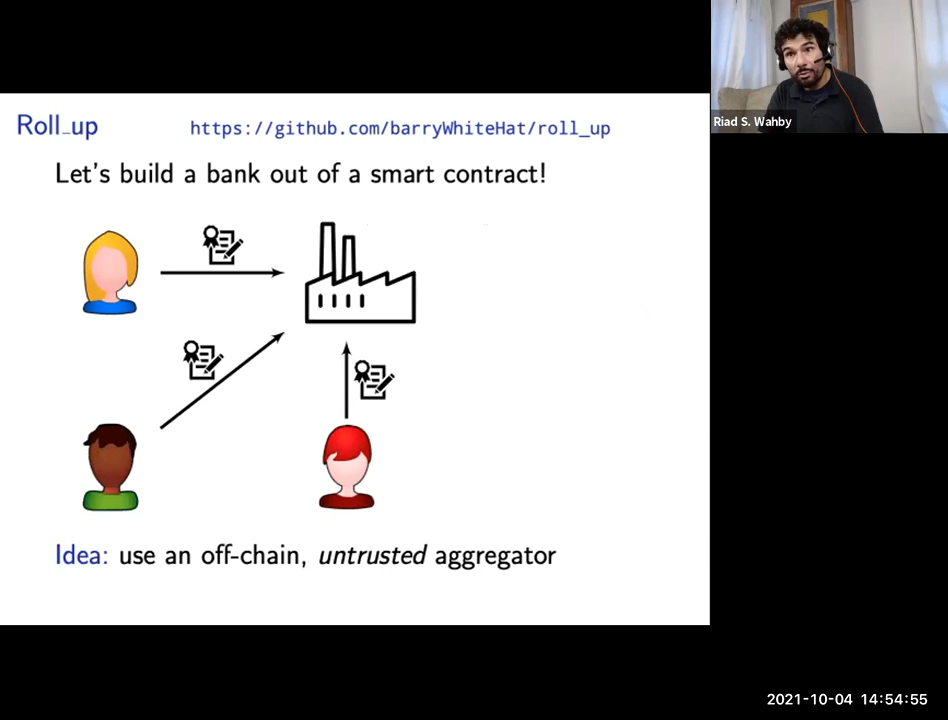 Roll_up https://github.com/barryWhiteHat/roll_up
Let's build a bank out of a smart contract!
Idea: use an off-chain, untrusted aggregator
Riad S. Wahby
2021-10-04 14:54:55